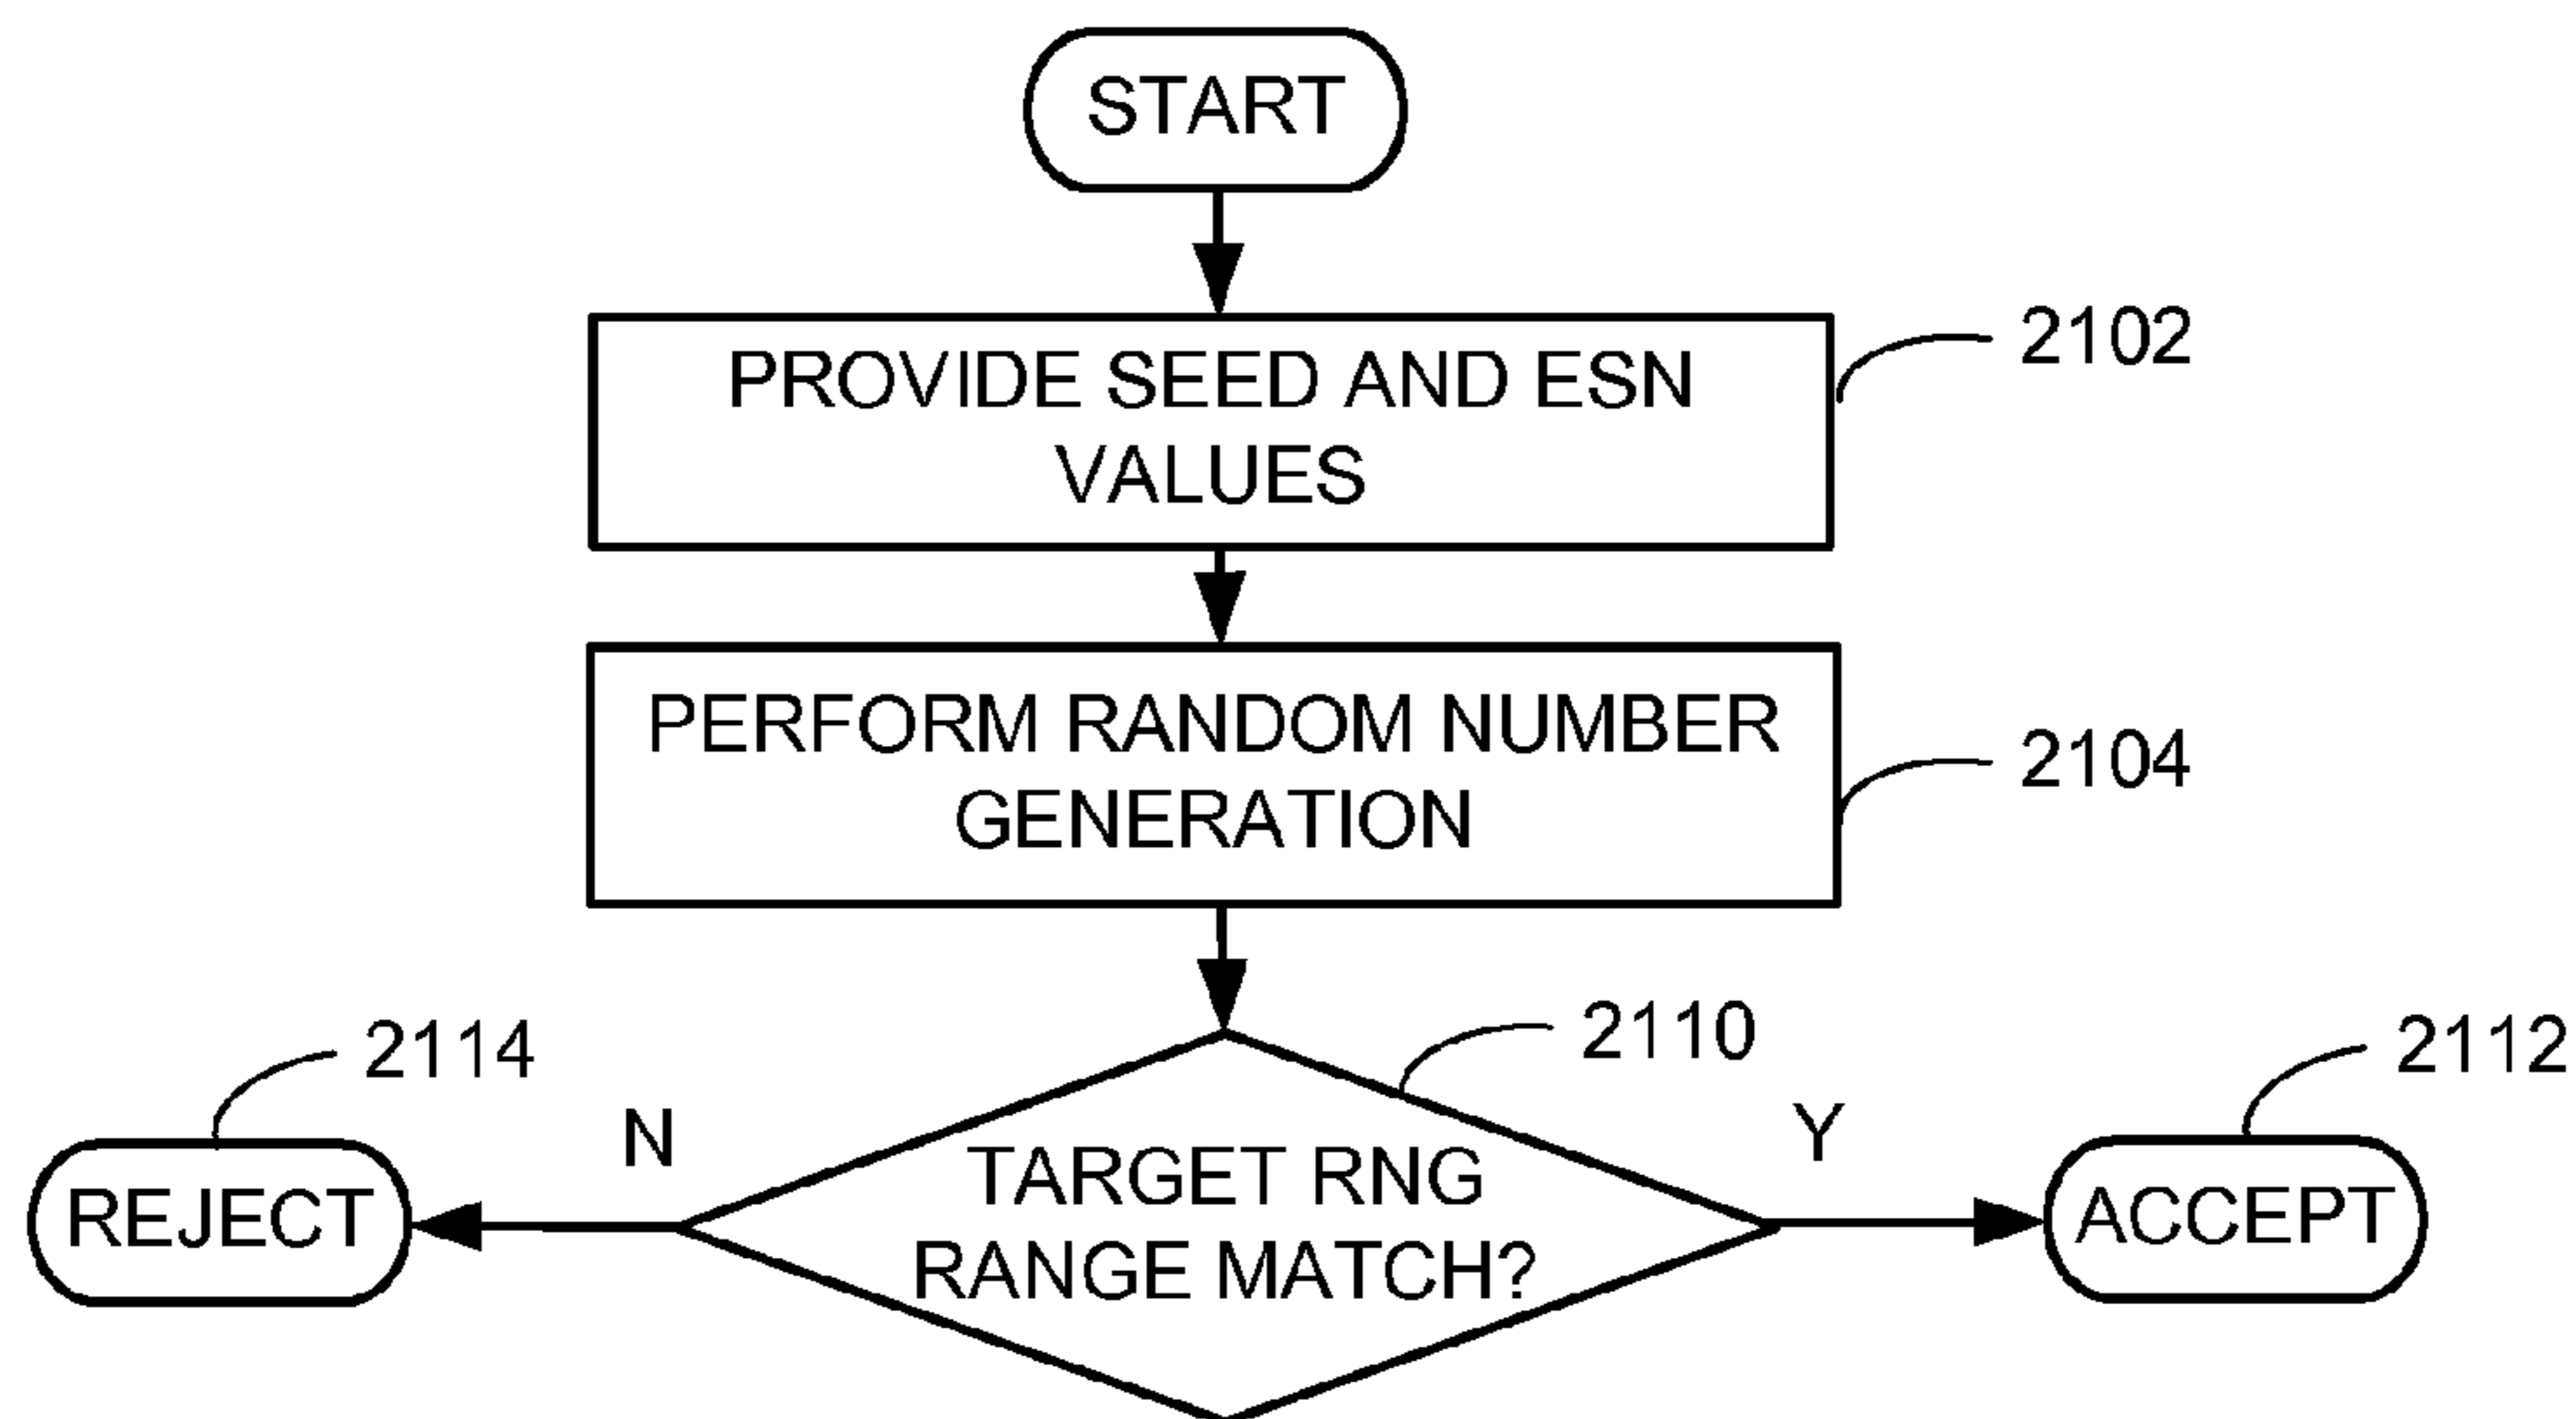 START
PROVIDE SEED AND ESN
VALUES
2102
PERFORM RANDOM NUMBER
GENERATION
2104
2110
2114
2112
N
Y
TARGET RNG
RANGE MATCH?
REJECT
ACCEPT